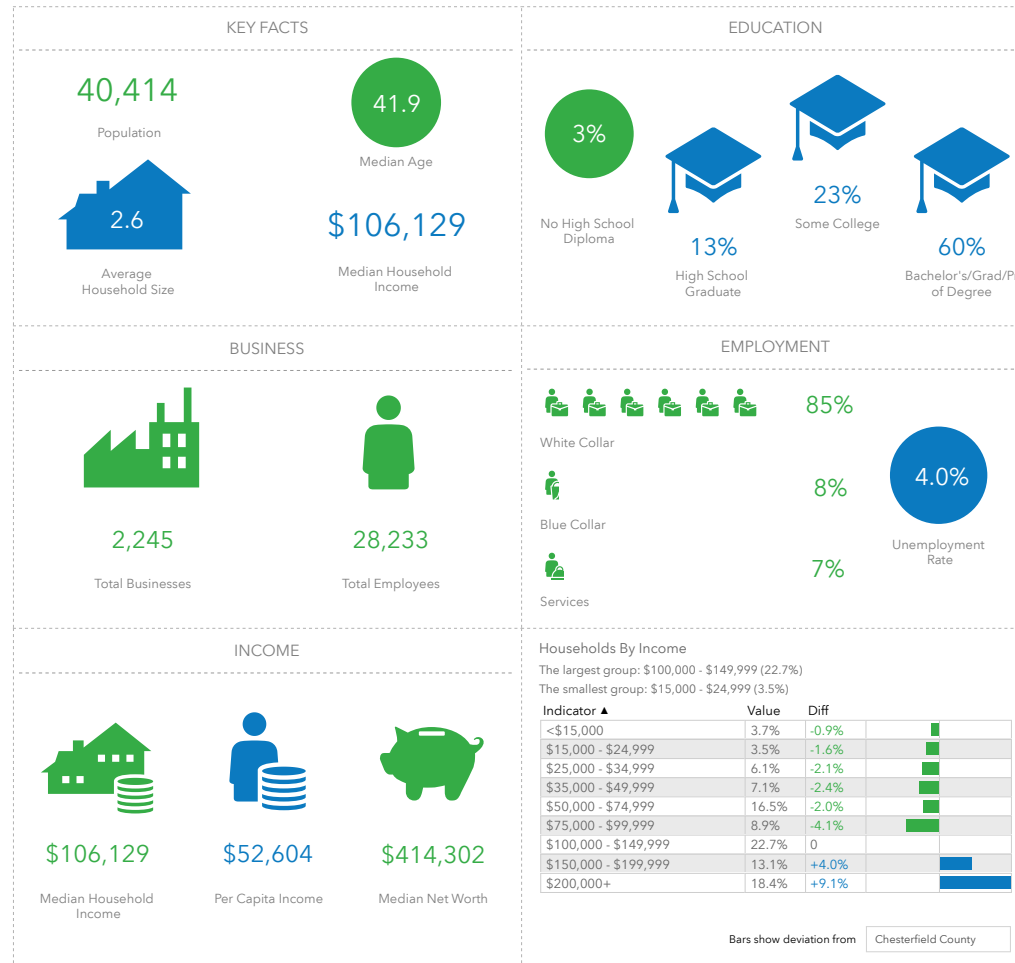 KEY FACTS
40,414
Population
41.9
Median Age
2.6
Average
Household Size
$106,129
Median Household
Income
EDUCATION
3%
No High School
Diploma
13%
High School
Graduate
23%
Some College
60%
Bachelor's/Grad/Pr
of Degree
BUSINESS
2,245
Total Businesses
28,233
Total Employees
EMPLOYMENT
85%
White Collar
8%
Blue Collar
7%
Services
4.0%
Unemployment
Rate
INCOME
$106,129
Median Household
Income
$52,604
Per Capita Income
$414,302
Median Net Worth
Households By Income
The largest group: $100,000 - $149,999 (22.7%)
The smallest group: $15,000 - $24,999 (3.5%)
Indicator ▲ Value Diff
<$15,000 3.7% -0.9%
$15,000 - $24,999 3.5% -1.6%
$25,000 - $34,999 6.1% -2.1%
$35,000 - $49,999 7.1% -2.4%
$50,000 - $74,999 16.5% -2.0%
$75,000 - $99,999 8.9% -4.1%
$100,000 - $149,999 22.7% 0
$150,000 - $199,999 13.1% +4.0%
$200,000+ 18.4% +9.1%
Bars show deviation from Chesterfield County